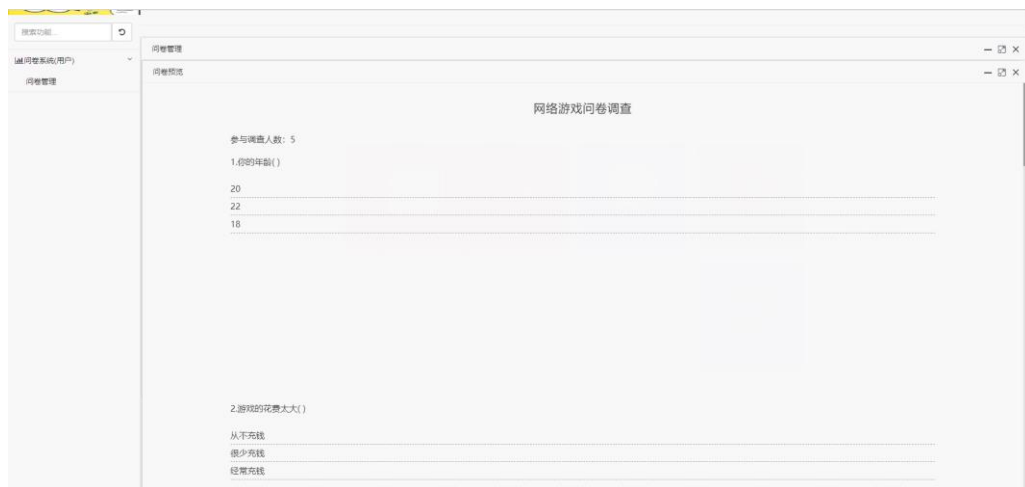 搜索功能...
问卷系统(用户)
问卷管理
问卷管理
问卷预览
网络游戏问卷调查
参与调查人数：5
1.你的年龄( )
20
22
18
2.游戏的花费太大( )
从不充钱
很少充钱
经常充钱